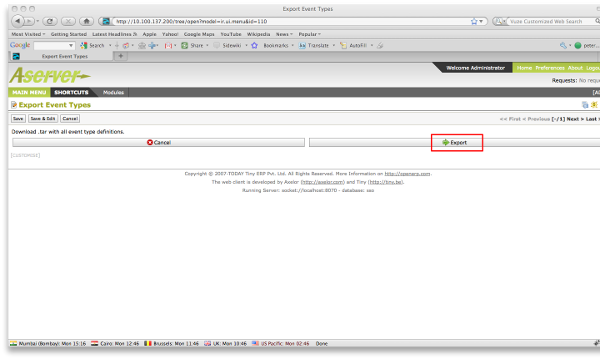 Export Event Types
http://10.100.137.200/tree/open?model=ir.ui.menu&id=110
Vuze Customized Web Search
Most Visited Getting Started Latest Headlines Apple Yahoo! Google Maps YouTube Wikipedia News Popular
Google Search Share Sidewiki Bookmarks Translate AutoFill peter...
Export Event Types
Aserver
Welcome Administrator Home Preferences About Logout
Requests: No reque
MAIN MENU SHORTCUTS Modules [AD
Export Event Types
Save Save & Edit Cancel << First < Previous [-/1] Next > Last >
Download .tar with all event type definitions.
Cancel Export
[CUSTOMISE]
Copyright © 2007-TODAY Tiny ERP Pvt. Ltd. All Rights Reserved. More Information on http://openerp.com.
The web client is developed by Axelor (http://axelor.com) and Tiny (http://tiny.be).
Running Server: socket://localhost:8070 - database: xxx
Mumbai (Bombay): Mon 15:16 Cairo: Mon 12:46 Brussels: Mon 11:46 UK: Mon 10:46 US Pacific: Mon 02:46 Done